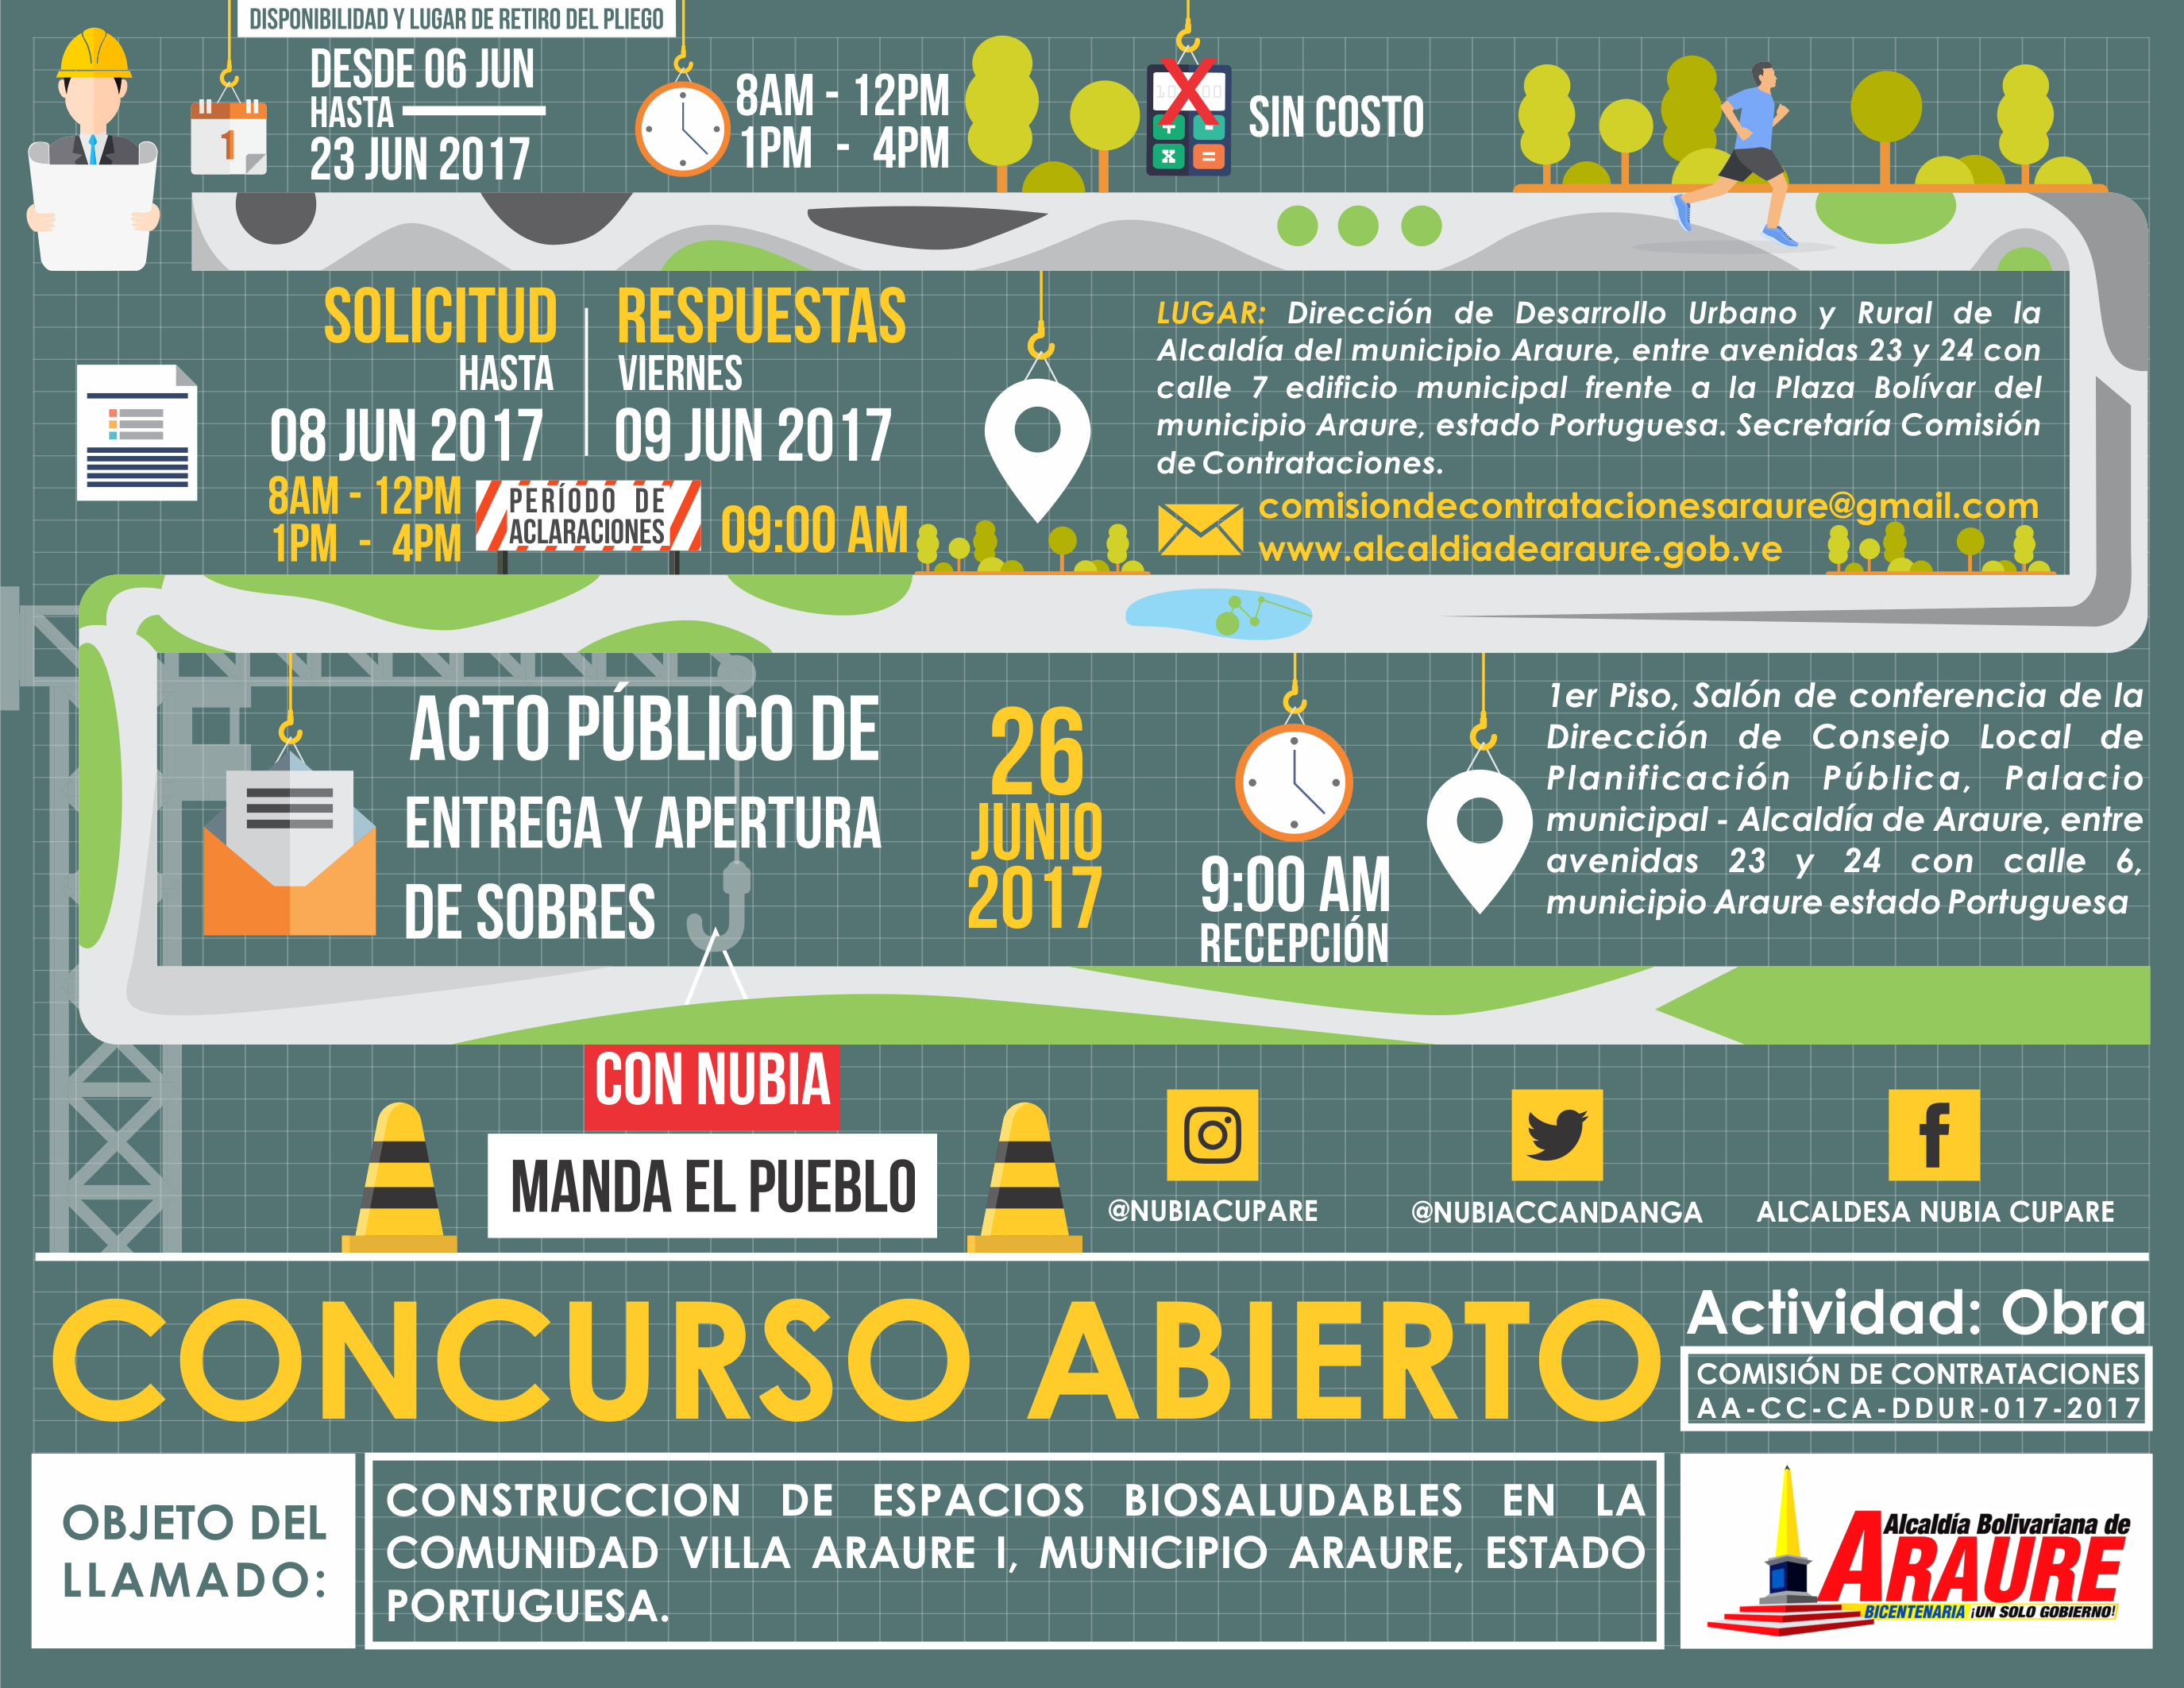 DISPONIBILIDAD Y LUGAR DE RETIRO DEL PLIEGO
DESDE 06 JUN
HASTA
23 JUN 2017
1
8AM - 12PM
1PM - 4PM
SIN COSTO
SOLICITUD
HASTA
08 JUN 2017
8AM - 12PM
1PM - 4PM
RESPUESTAS
VIERNES
09 JUN 2017
09:00 AM
PERÍODO DE
ACLARACIONES
LUGAR: Dirección de Desarrollo Urbano y Rural de la
Alcaldía del municipio Araure, entre avenidas 23 y 24 con
calle 7 edificio municipal frente a la Plaza Bolívar del
municipio Araure, estado Portuguesa. Secretaría Comisión
de Contrataciones.
comisiondecontratacionesaraure@gmail.com
www.alcaldiadearaure.gob.ve
ACTO PÚBLICO DE
ENTREGA Y APERTURA
DE SOBRES
26
JUNIO
2017
9:00 AM
RECEPCIÓN
1er Piso, Salón de conferencia de la
Dirección de Consejo Local de
Planificación Pública, Palacio
municipal - Alcaldía de Araure, entre
avenidas 23 y 24 con calle 6,
municipio Araure estado Portuguesa
CON NUBIA
MANDA EL PUEBLO
@NUBIACUPARE
@NUBIACCANDANGA
ALCALDESA NUBIA CUPARE
CONCURSO ABIERTO
Actividad: Obra
COMISIÓN DE CONTRATACIONES
AA-CC-CA-DDUR-017-2017
OBJETO DEL
LLAMADO:
CONSTRUCCION DE ESPACIOS BIOSALUDABLES EN LA
COMUNIDAD VILLA ARAURE I, MUNICIPIO ARAURE, ESTADO
PORTUGUESA.
Alcaldía Bolivariana de
ARAURE
BICENTENARIA ¡UN SOLO GOBIERNO!